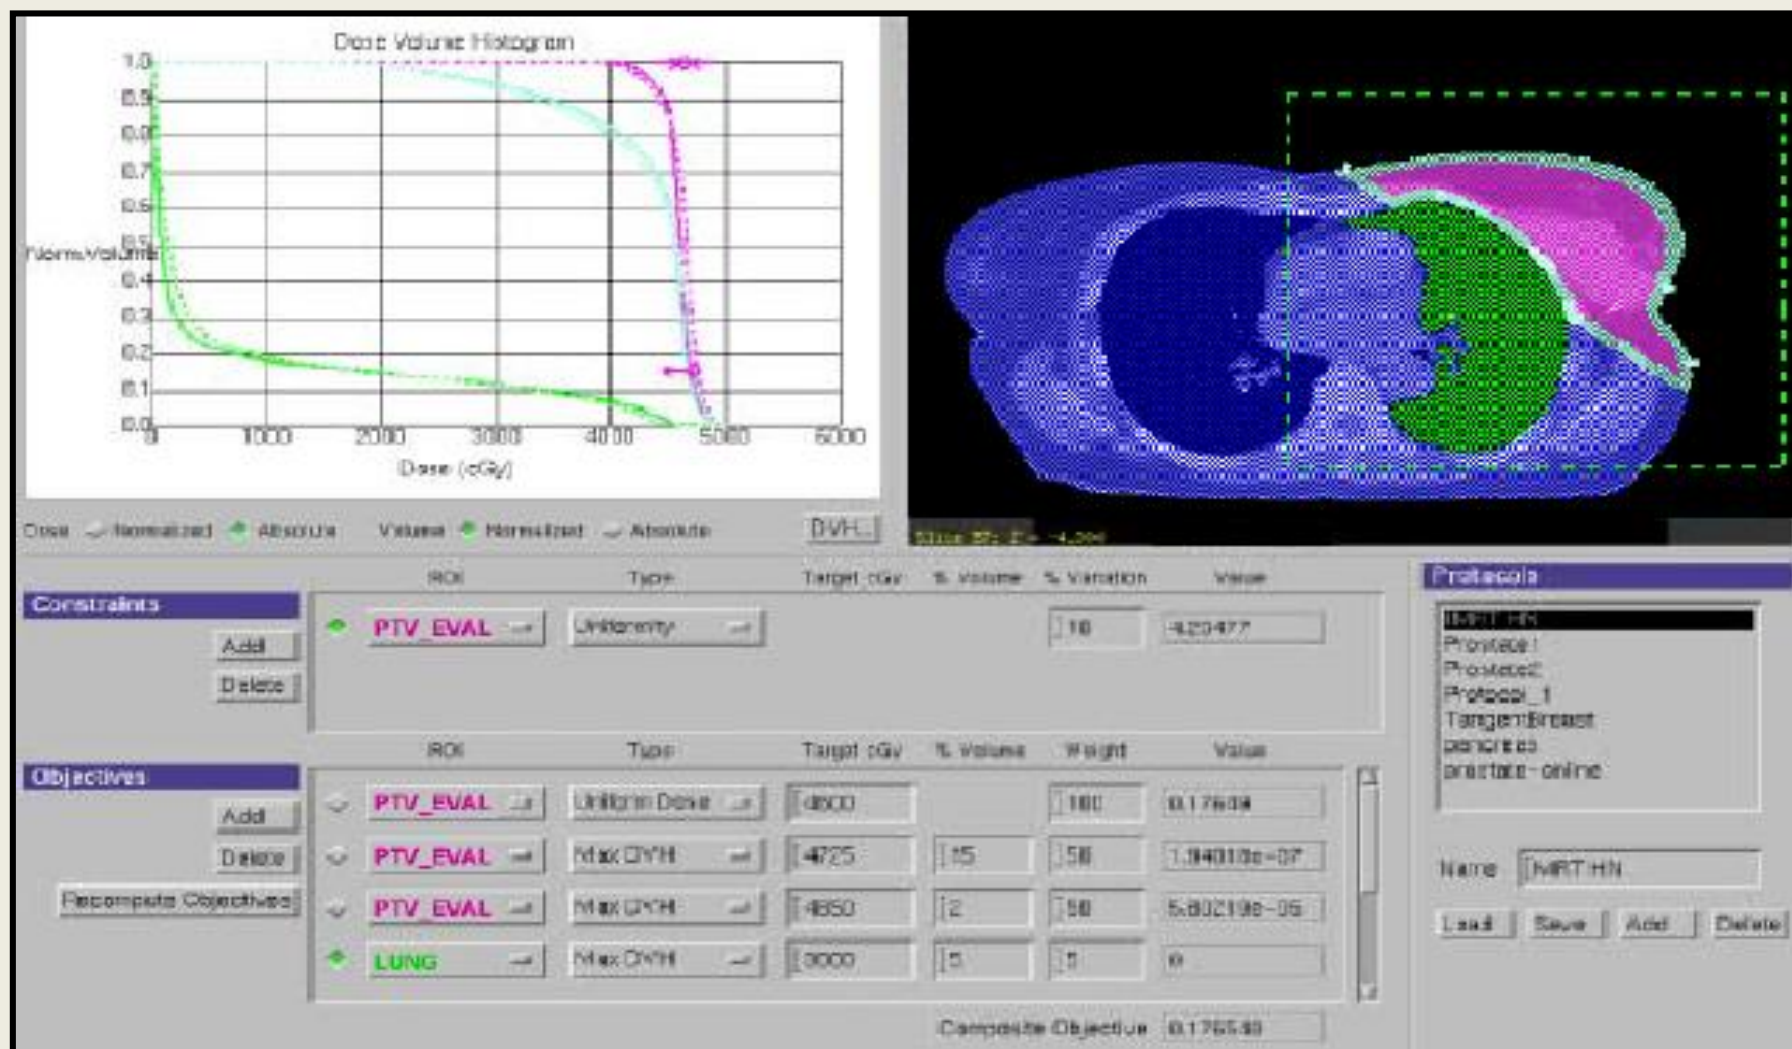 Dose Volume Histogram
1.0
0.9
0.8
0.7
0.6
0.5
Norm.Volume
0.4
0.3
0.2
0.1
0.0
0 1000 2000 3000 4000 5000 6000
Dose (cGy)
Dose Normalized Absolute Volume Normalized Absolute DVH...
ROI Type Target cGy % Volume % Variation Value
Protocols
Constraints
PTV_EVAL Uniformity 10
Add
Delete
IMRT HN
Prostate1
Prostate2
Protocol_1
TangentBreast
pancreas
prostate-online
ROI Type Target cGy % Volume Weight Value
Objectives
PTV_EVAL Uniform Dose 4600 100
Add
PTV_EVAL Max DVH 4725 15 50
Delete
Name IMRT HN
Recompute Objectives
PTV_EVAL Max DVH 4850 2 50
Load Save Add Delete
LUNG Max DVH 3000 5 5 0
Composite Objective